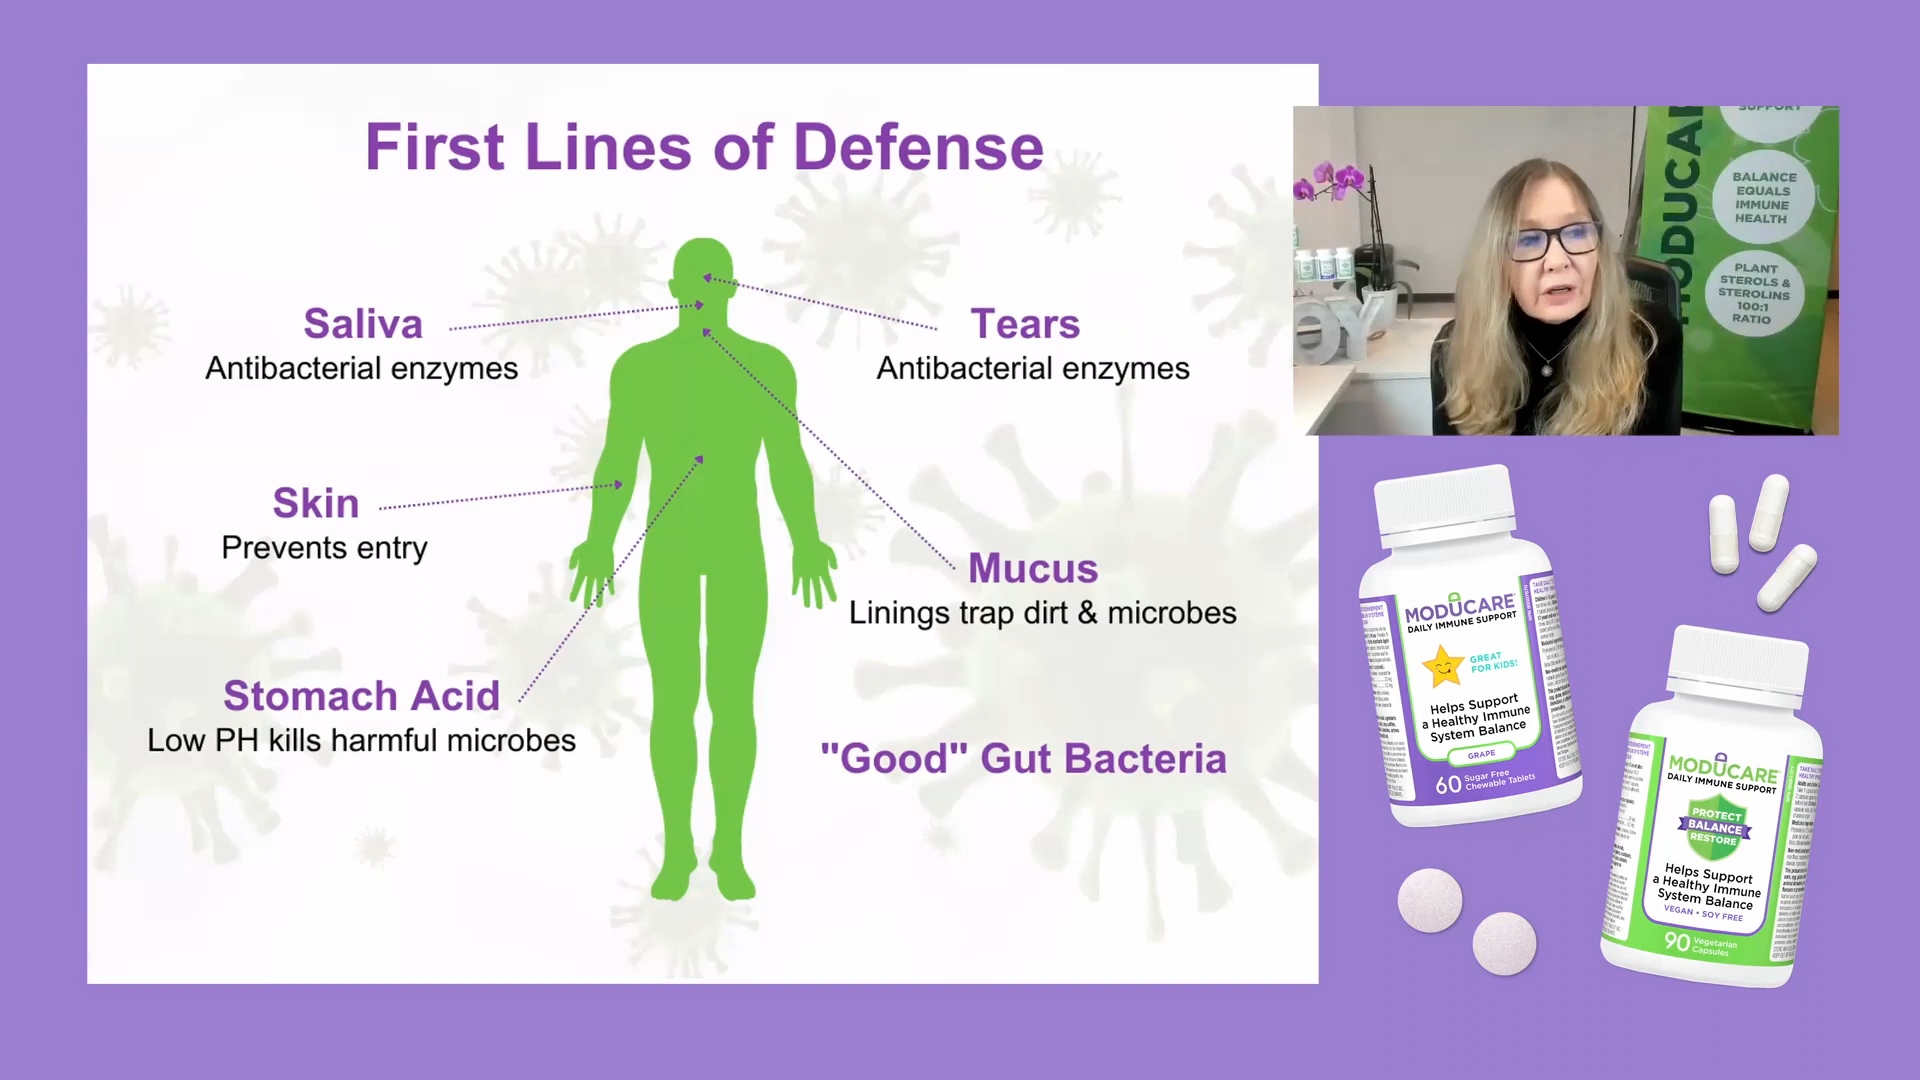 First Lines of Defense
Saliva
Antibacterial enzymes
Tears
Antibacterial enzymes
Skin
Prevents entry
Mucus
Linings trap dirt & microbes
Stomach Acid
Low PH kills harmful microbes
"Good" Gut Bacteria
SUPPORT
BALANCE
EQUALS
IMMUNE
HEALTH
PLANT
STEROLS &
STEROLINS
100:1
RATIO
MODUCA
OY
MODUCARE
DAILY IMMUNE SUPPORT
GREAT
FOR KIDS!
Helps Support
a Healthy Immune
System Balance
GRAPE
60 Sugar Free
Chewable Tablets
MODUCARE
DAILY IMMUNE SUPPORT
PROTECT
BALANCE
RESTORE
Helps Support
a Healthy Immune
System Balance
VEGAN • SOY FREE
90 Vegetarian
Capsules